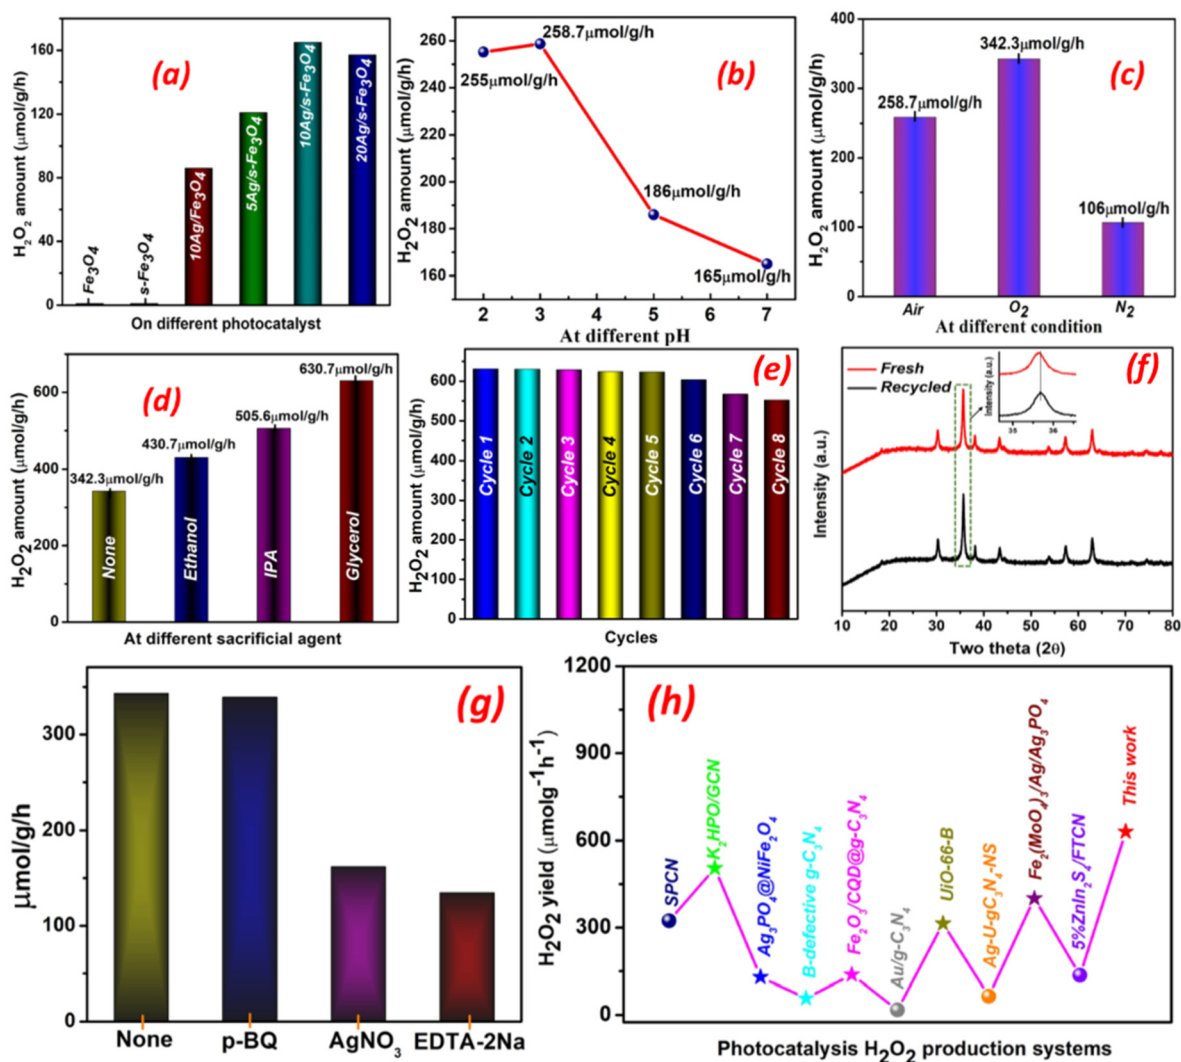 (a)
H₂O₂ amount (μmol/g/h)
160
120
80
40
0
Fe₃O₄
s-Fe₃O₄
10Ag/Fe₃O₄
5Ag/s-Fe₃O₄
10Ag/s-Fe₃O₄
20Ag/s-Fe₃O₄
On different photocatalyst
(b)
H₂O₂ amount (μmol/g/h)
260
240
220
200
180
160
258.7μmol/g/h
255μmol/g/h
186μmol/g/h
165μmol/g/h
2 3 4 5 6 7
At different pH
(c)
H₂O₂ amount (μmol/g/h)
400
300
200
100
0
342.3μmol/g/h
258.7μmol/g/h
106μmol/g/h
Air O₂ N₂
At different condition
(d)
H₂O₂ amount (μmol/g/h)
600
400
200
0
630.7μmol/g/h
505.6μmol/g/h
430.7μmol/g/h
342.3μmol/g/h
None
Ethanol
IPA
Glycerol
At different sacrificial agent
(e)
H₂O₂ amount (μmol/g/h)
600
500
400
300
200
100
0
Cycle 1
Cycle 2
Cycle 3
Cycle 4
Cycle 5
Cycle 6
Cycle 7
Cycle 8
Cycles
(f)
Fresh
Recycled
Intensity (a.u.)
35 36
Intensity (a.u.)
10 20 30 40 50 60 70 80
Two theta (2θ)
(g)
μmol/g/h
300
200
100
0
None p-BQ AgNO₃ EDTA-2Na
(h)
H₂O₂ yield (μmolg⁻¹h⁻¹)
1200
900
600
300
0
SPCN
K₂HPO/GCN
Ag₃PO₄@NiFe₂O₄
B-defective g-C₃N₄
Fe₂O₃/CQD@g-C₃N₄
Au/g-C₃N₄
UiO-66-B
Ag-U-gC₃N₄-NS
Fe₂(MoO₄)₃/Ag/Ag₃PO₄
5%ZnIn₂S₄/FTCN
This work
Photocatalysis H₂O₂ production systems